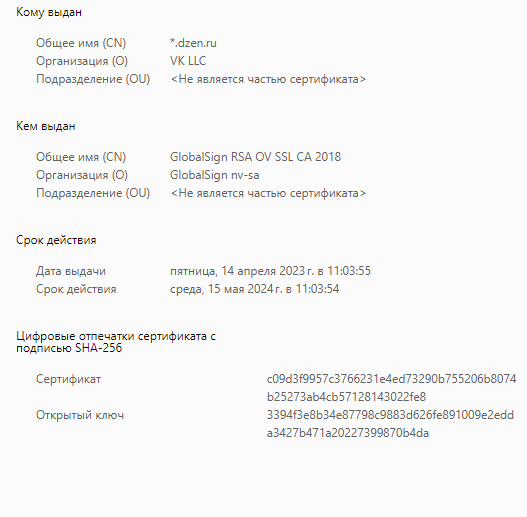 Кому выдан
Общее имя (CN) *.dzen.ru
Организация (O) VK LLC
Подразделение (OU) <Не является частью сертификата>
Кем выдан
Общее имя (CN) GlobalSign RSA OV SSL CA 2018
Организация (O) GlobalSign nv-sa
Подразделение (OU) <Не является частью сертификата>
Срок действия
Дата выдачи пятница, 14 апреля 2023 г. в 11:03:55
Срок действия среда, 15 мая 2024 г. в 11:03:54
Цифровые отпечатки сертификата с
подписью SHA-256
Сертификат c09d3f9957c3766231e4ed73290b755206b8074
b25273ab4cb57128143022fe8
Открытый ключ 3394f3e8b34e87798c9883d626fe891009e2edd
a3427b471a20227399870b4da